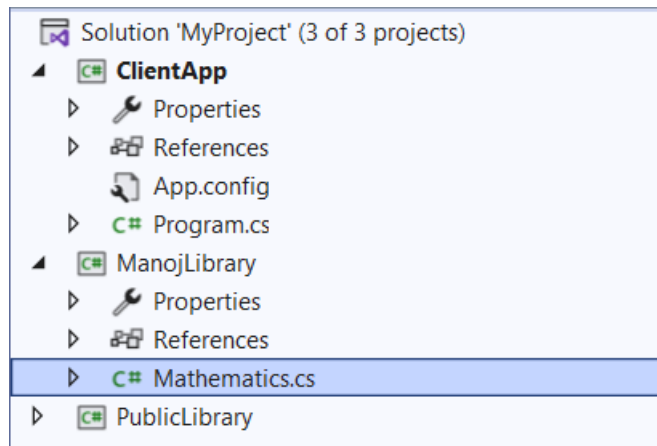 Solution 'MyProject' (3 of 3 projects)
C# ClientApp
Properties
References
App.config
C# Program.cs
C# ManojLibrary
Properties
References
C# Mathematics.cs
C# PublicLibrary